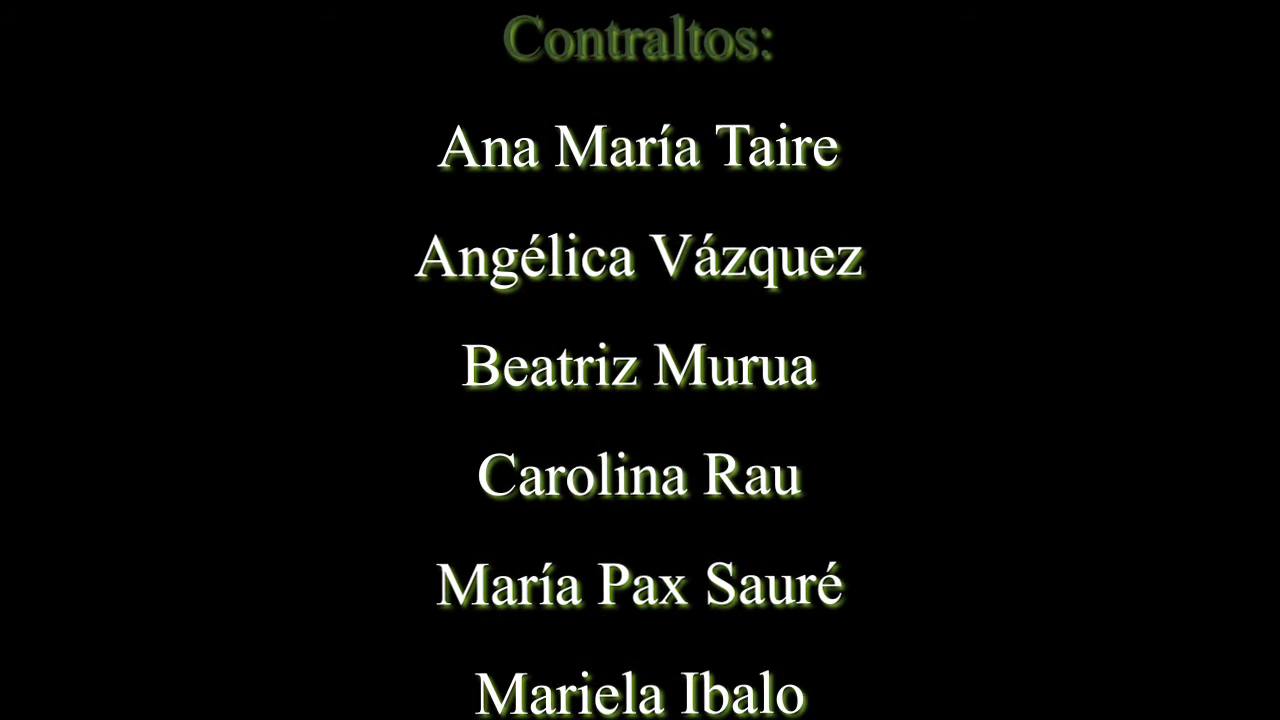 Contraltos:
Ana María Taire
Angélica Vázquez
Beatriz Murua
Carolina Rau
María Pax Sauré
Mariela Ibalo